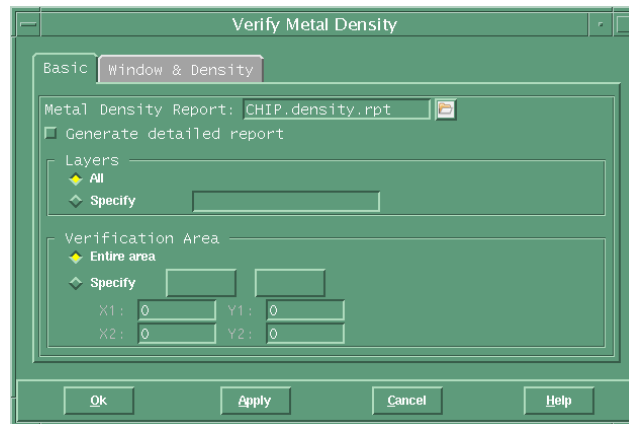 Verify Metal Density
Basic Window & Density
Metal Density Report: CHIP.density.rpt
Generate detailed report
Layers
All
Specify
Verification Area
Entire area
Specify
X1: 0 Y1: 0
X2: 0 Y2: 0
Ok Apply Cancel Help